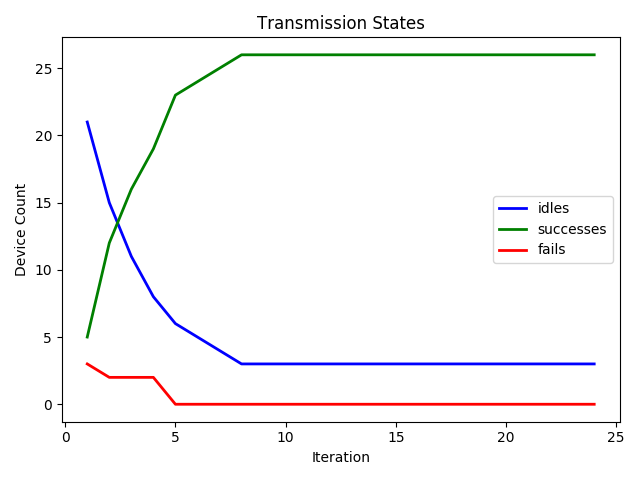 Transmission States
Device Count
25
20
15
10
5
0
idles
successes
fails
0 5 10 15 20 25
Iteration